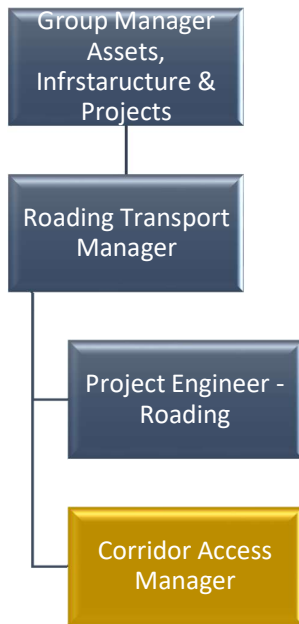 Group Manager
Assets,
Infrstaructure &
Projects
Roading Transport
Manager
Project Engineer -
Roading
Corridor Access
Manager